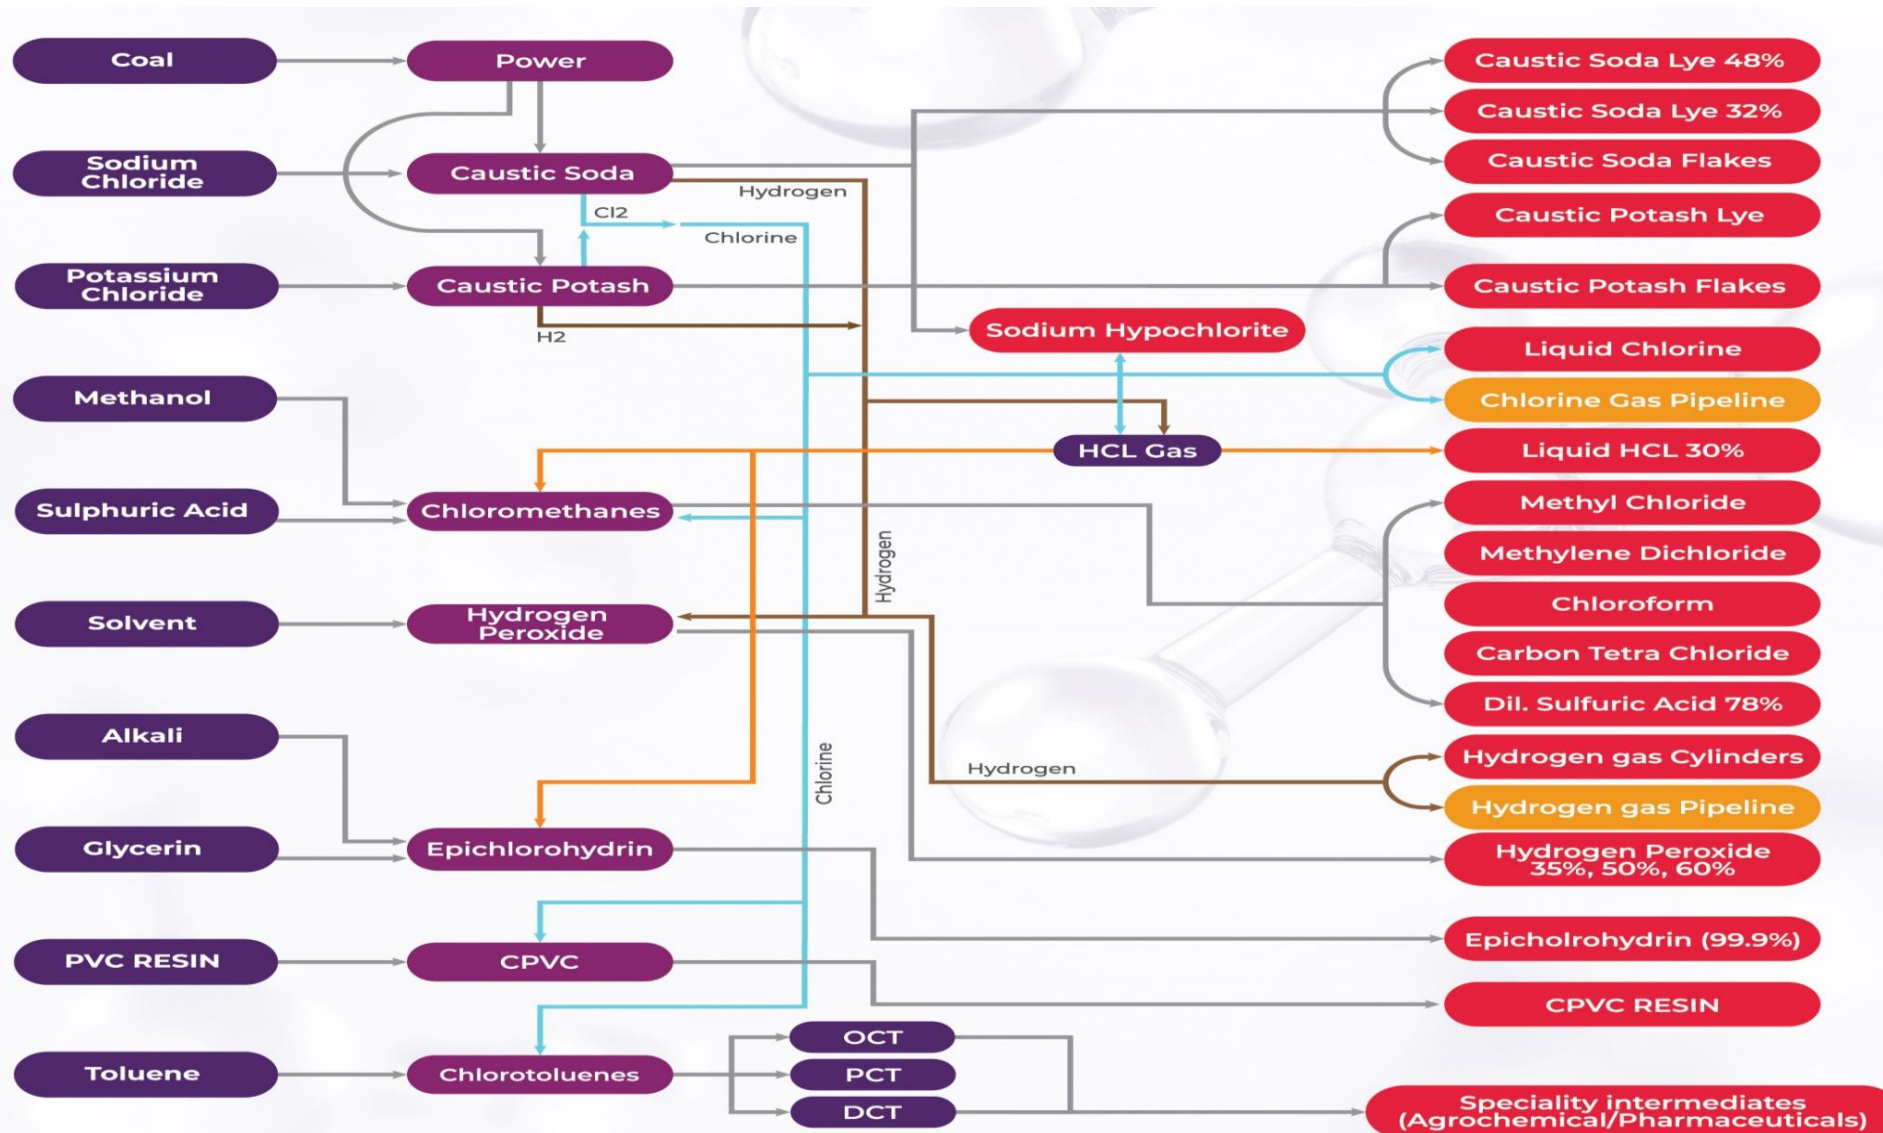 Coal
Power
Caustic Soda Lye 48%
Caustic Soda Lye 32%
Sodium
Chloride
Caustic Soda
Caustic Soda Flakes
Hydrogen
Cl2
Chlorine
Caustic Potash Lye
Potassium
Chloride
Caustic Potash
Caustic Potash Flakes
H2
Sodium Hypochlorite
Liquid Chlorine
Methanol
Chlorine Gas Pipeline
HCL Gas
Liquid HCL 30%
Sulphuric Acid
Chloromethanes
Methyl Chloride
Methylene Dichloride
Hydrogen
Chloroform
Solvent
Hydrogen
Peroxide
Carbon Tetra Chloride
Dil. Sulfuric Acid 78%
Alkali
Chlorine
Hydrogen
Hydrogen gas Cylinders
Hydrogen gas Pipeline
Glycerin
Epichlorohydrin
Hydrogen Peroxide
35%, 50%, 60%
Epicholrohydrin (99.9%)
PVC RESIN
CPVC
CPVC RESIN
OCT
Toluene
Chlorotoluenes
PCT
DCT
Speciality intermediates
(Agrochemical/Pharmaceuticals)